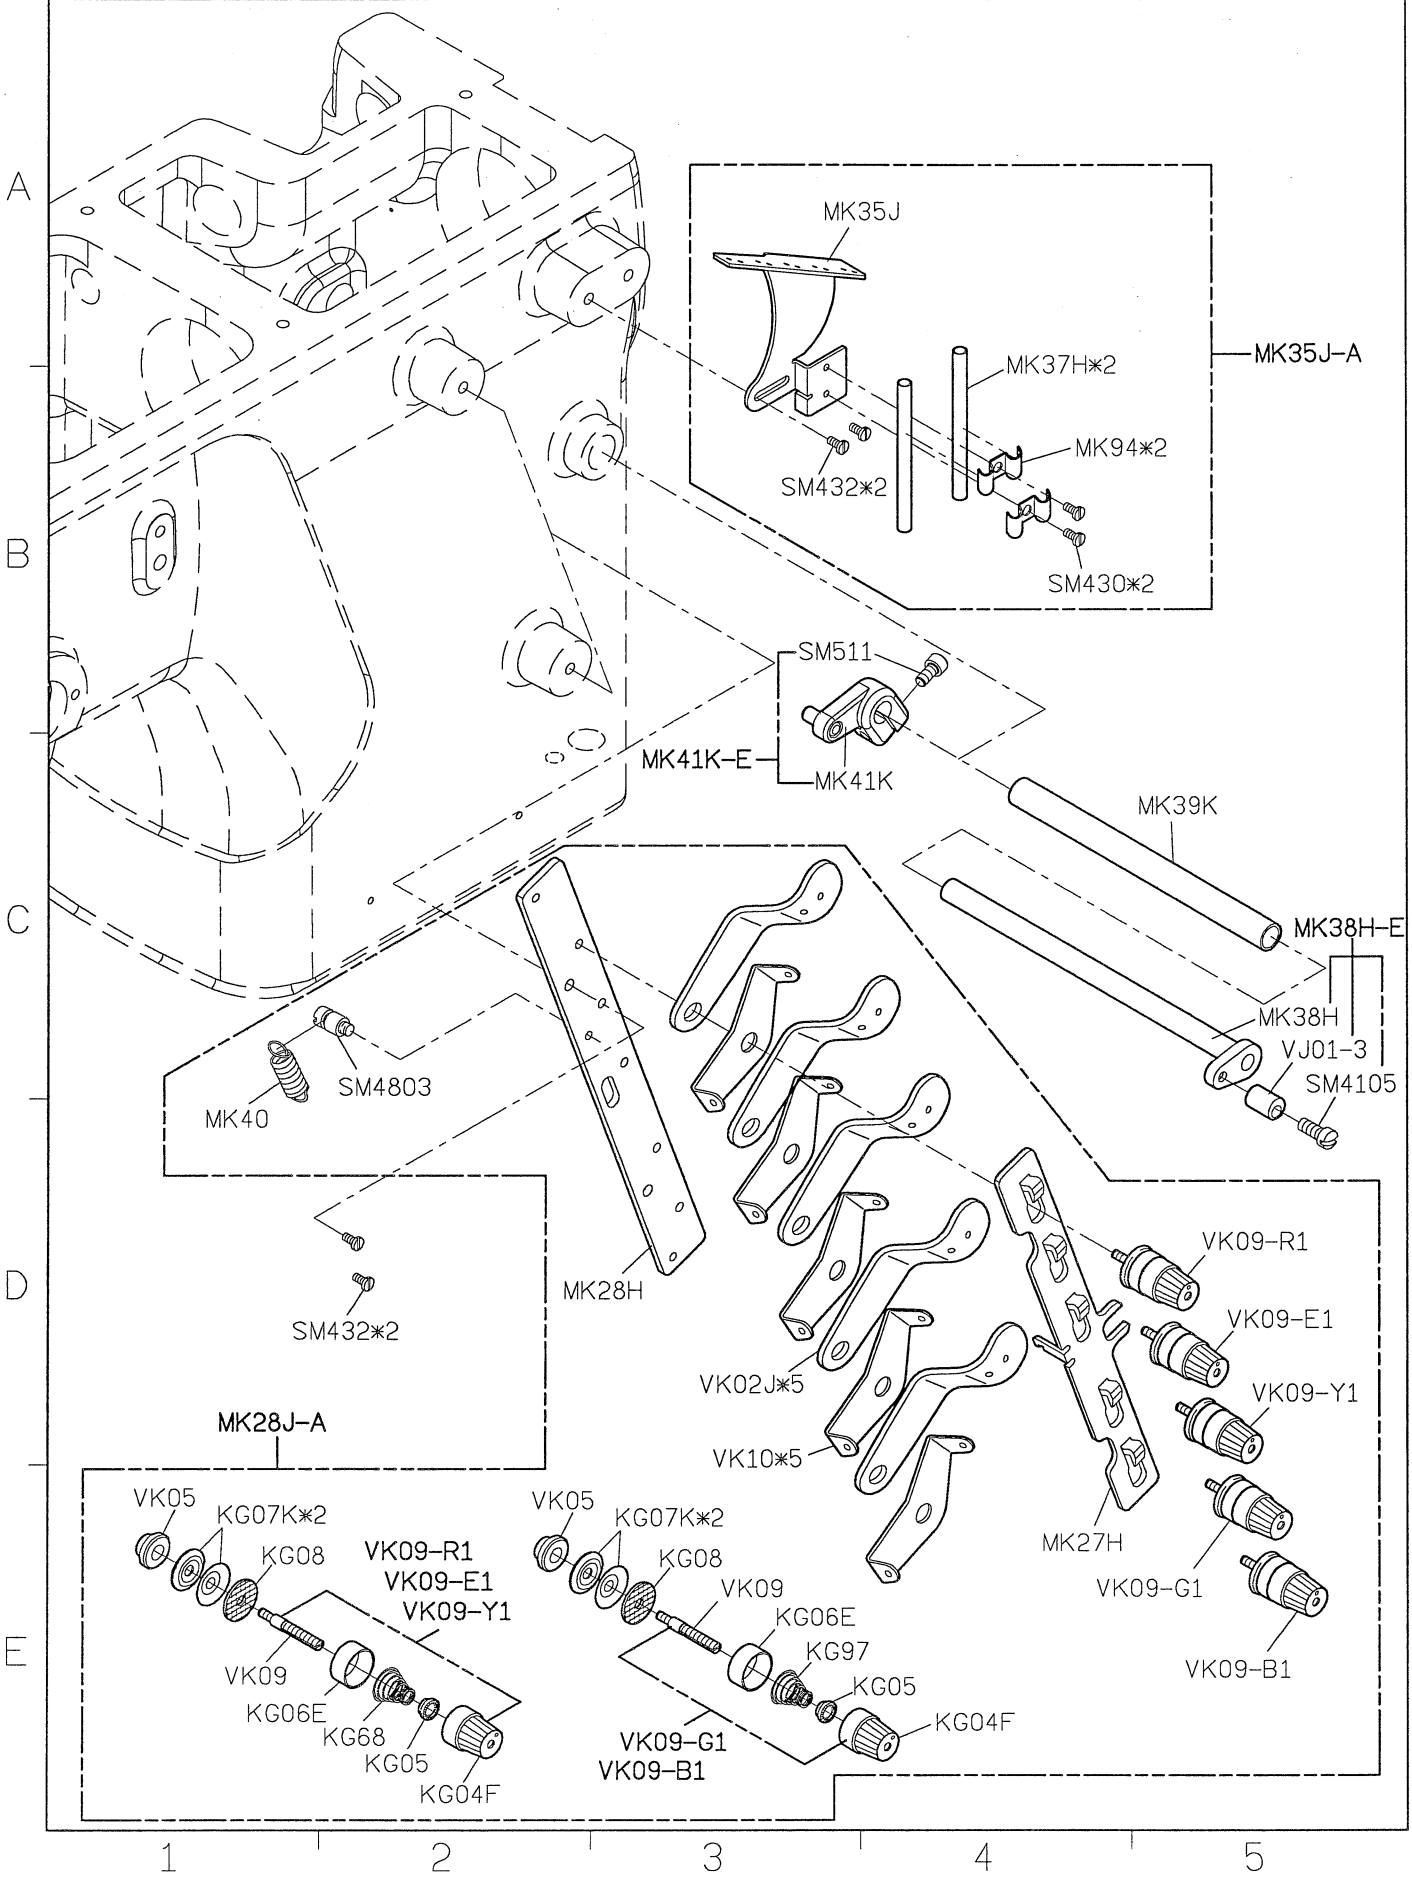 A
MK35J
MK35J-A
MK37H*2
MK94*2
SM432*2
B
SM430*2
SM511
MK41K-E
MK41K
MK39K
C
MK38H-E
MK38H
VJ01-3
SM4105
SM4803
MK40
VK09-R1
D
MK28H
SM432*2
VK09-E1
VK02J*5
VK09-Y1
MK28J-A
VK10*5
VK05
KG07K*2
KG08
VK09-R1
VK09-E1
VK09-Y1
VK05
KG07K*2
KG08
VK09
MK27H
VK09-G1
KG06E
E
VK09
KG97
VK09-B1
KG06E
KG05
KG68
KG05
KG04F
VK09-G1
VK09-B1
KG04F
1
2
3
4
5